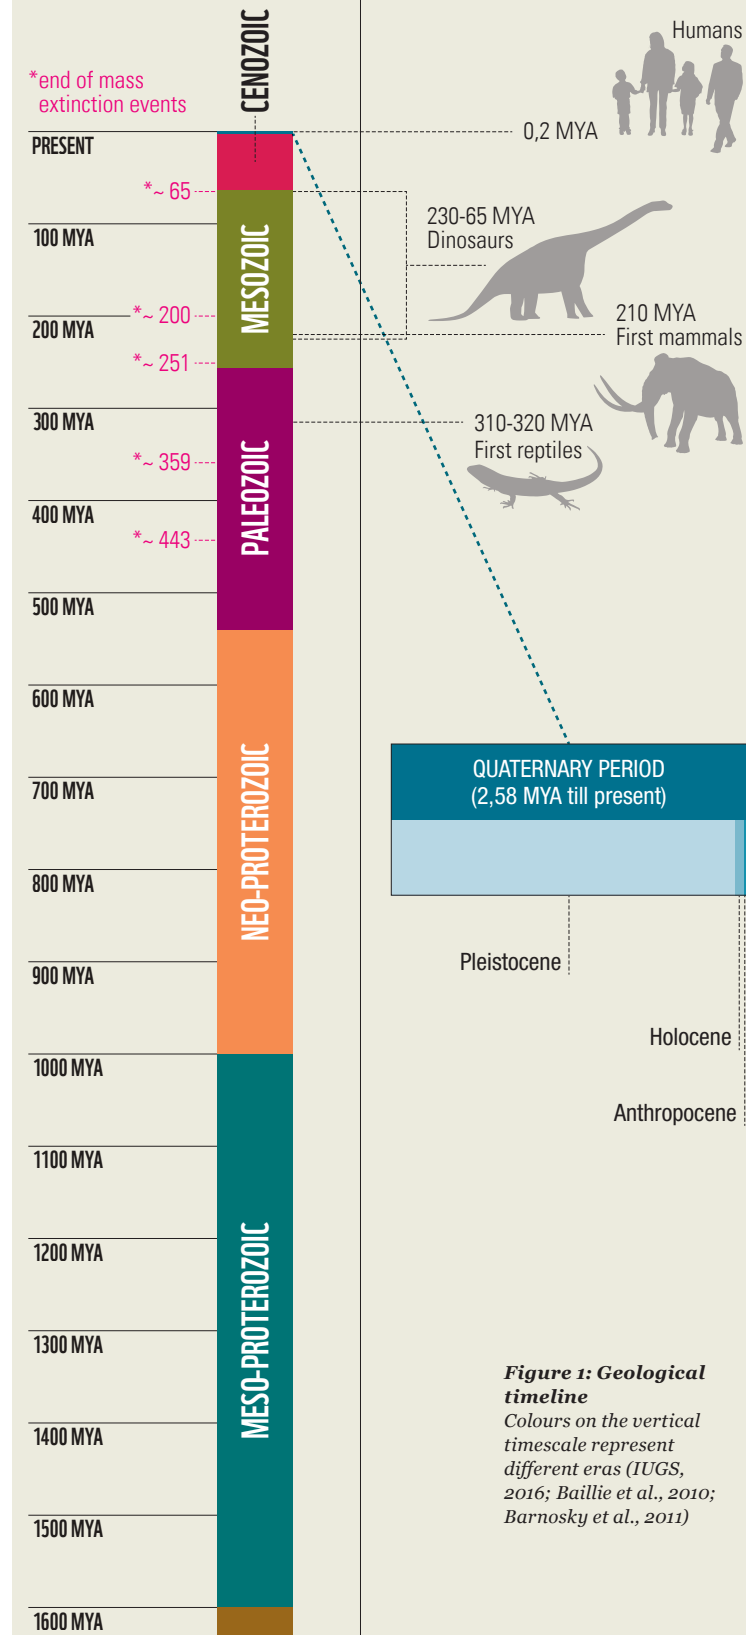 CENOZOIC
Humans
*end of mass
extinction events
PRESENT
0,2 MYA
*~ 65
100 MYA
MESOZOIC
230-65 MYA
Dinosaurs
*~ 200
200 MYA
210 MYA
First mammals
*~ 251
300 MYA
310-320 MYA
First reptiles
*~ 359
PALEOZOIC
400 MYA
*~ 443
500 MYA
600 MYA
700 MYA
NEO-PROTEROZOIC
QUATERNARY PERIOD
(2,58 MYA till present)
800 MYA
900 MYA
Pleistocene
Holocene
1000 MYA
Anthropocene
1100 MYA
1200 MYA
MESO-PROTEROZOIC
1300 MYA
1400 MYA
1500 MYA
1600 MYA
Figure 1: Geological
timeline
Colours on the vertical
timescale represent
different eras (IUGS,
2016; Baillie et al., 2010;
Barnosky et al., 2011)